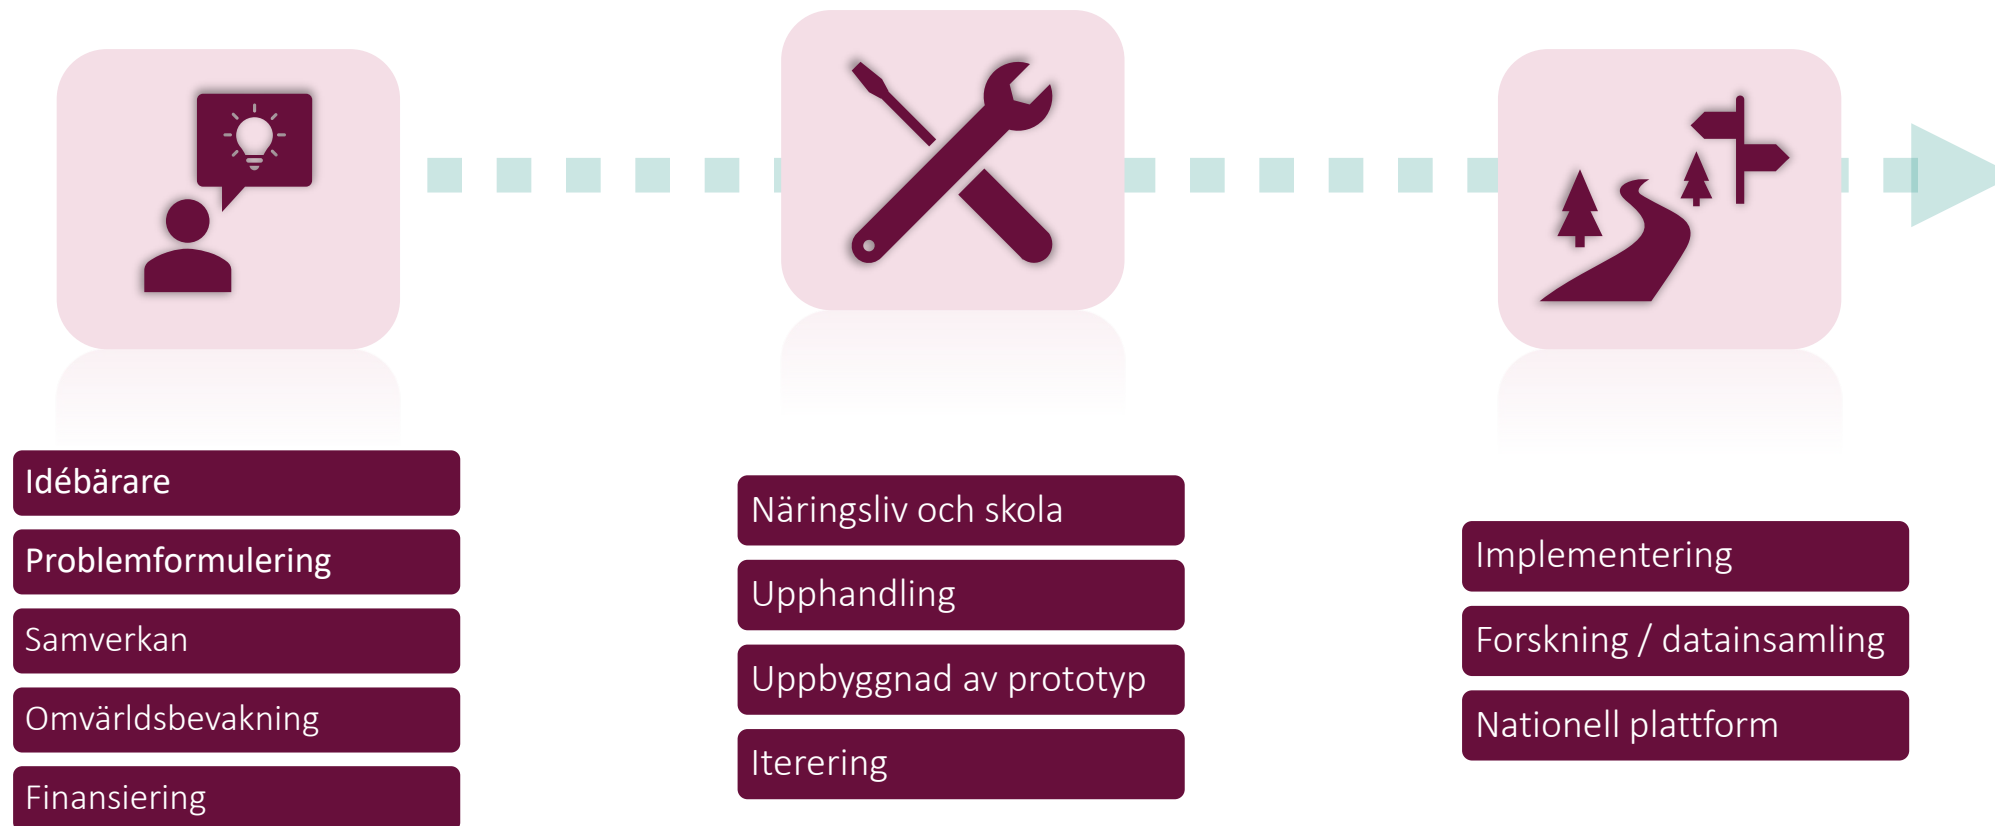 Idébärare
Problemformulering
Samverkan
Omvärldsbevakning
Finansiering
Näringsliv och skola
Upphandling
Uppbyggnad av prototyp
Iterering
Implementering
Forskning / datainsamling
Nationell plattform